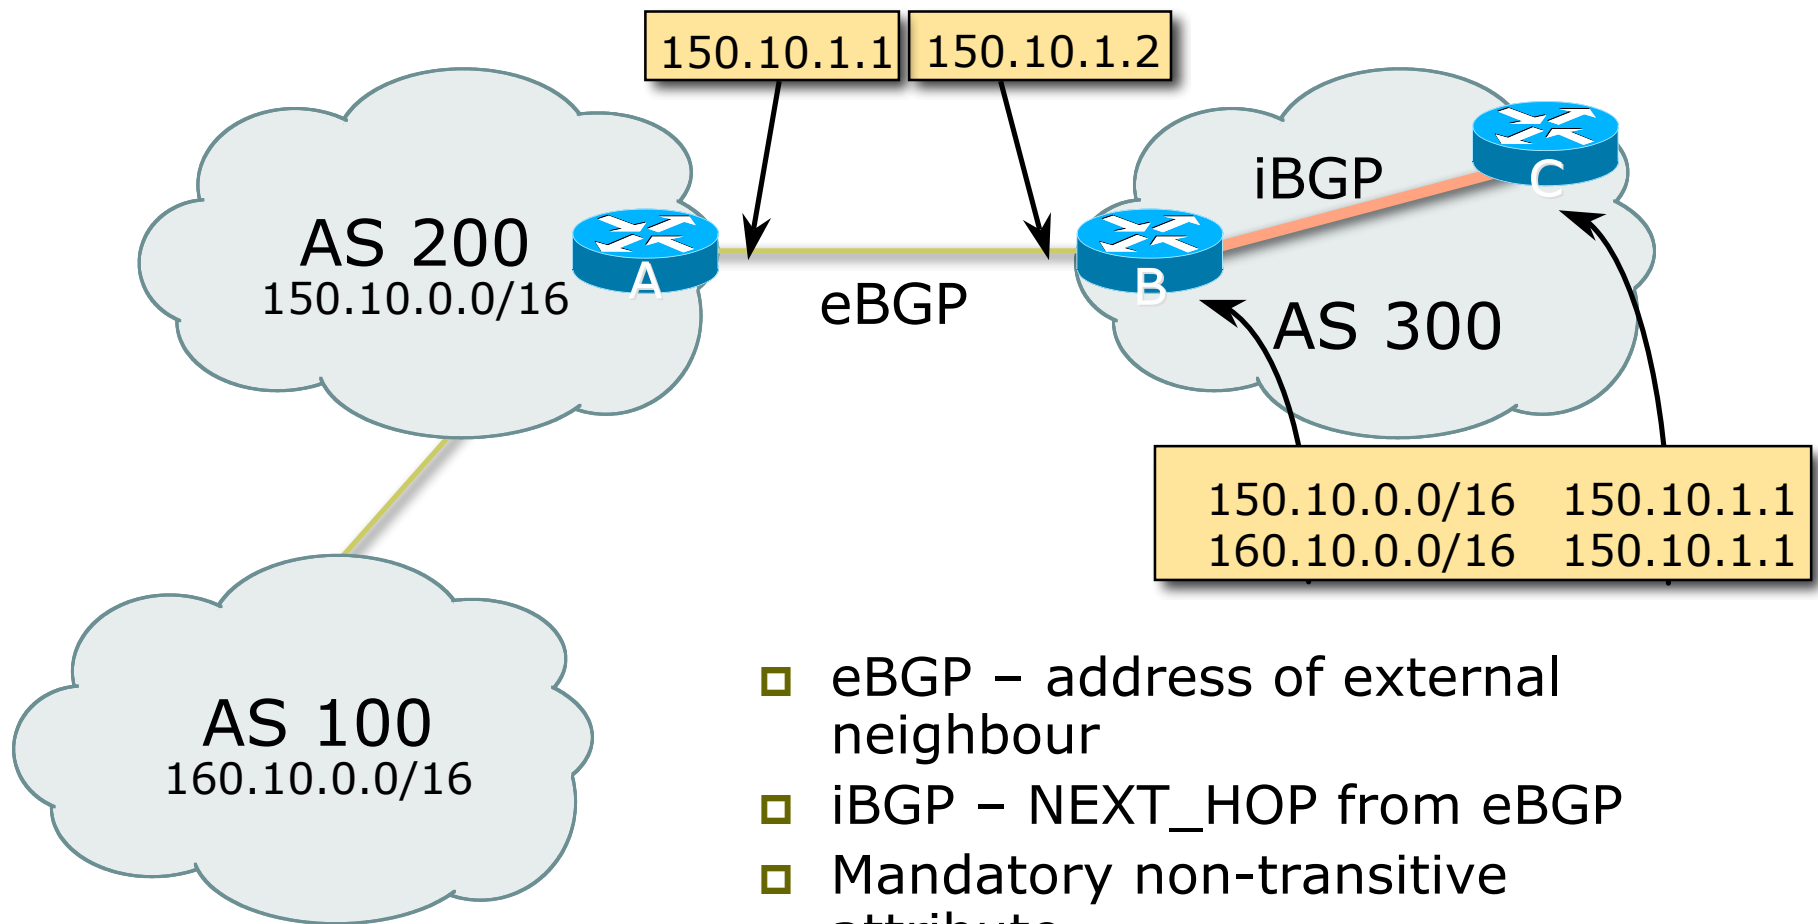 150.10.1.1 150.10.1.2
iBGP
C
AS 200
150.10.0.0/16
A
eBGP
B
AS 300
150.10.0.0/16 150.10.1.1
160.10.0.0/16 150.10.1.1
AS 100
160.10.0.0/16
eBGP – address of external
neighbour
iBGP – NEXT_HOP from eBGP
Mandatory non-transitive
attribute